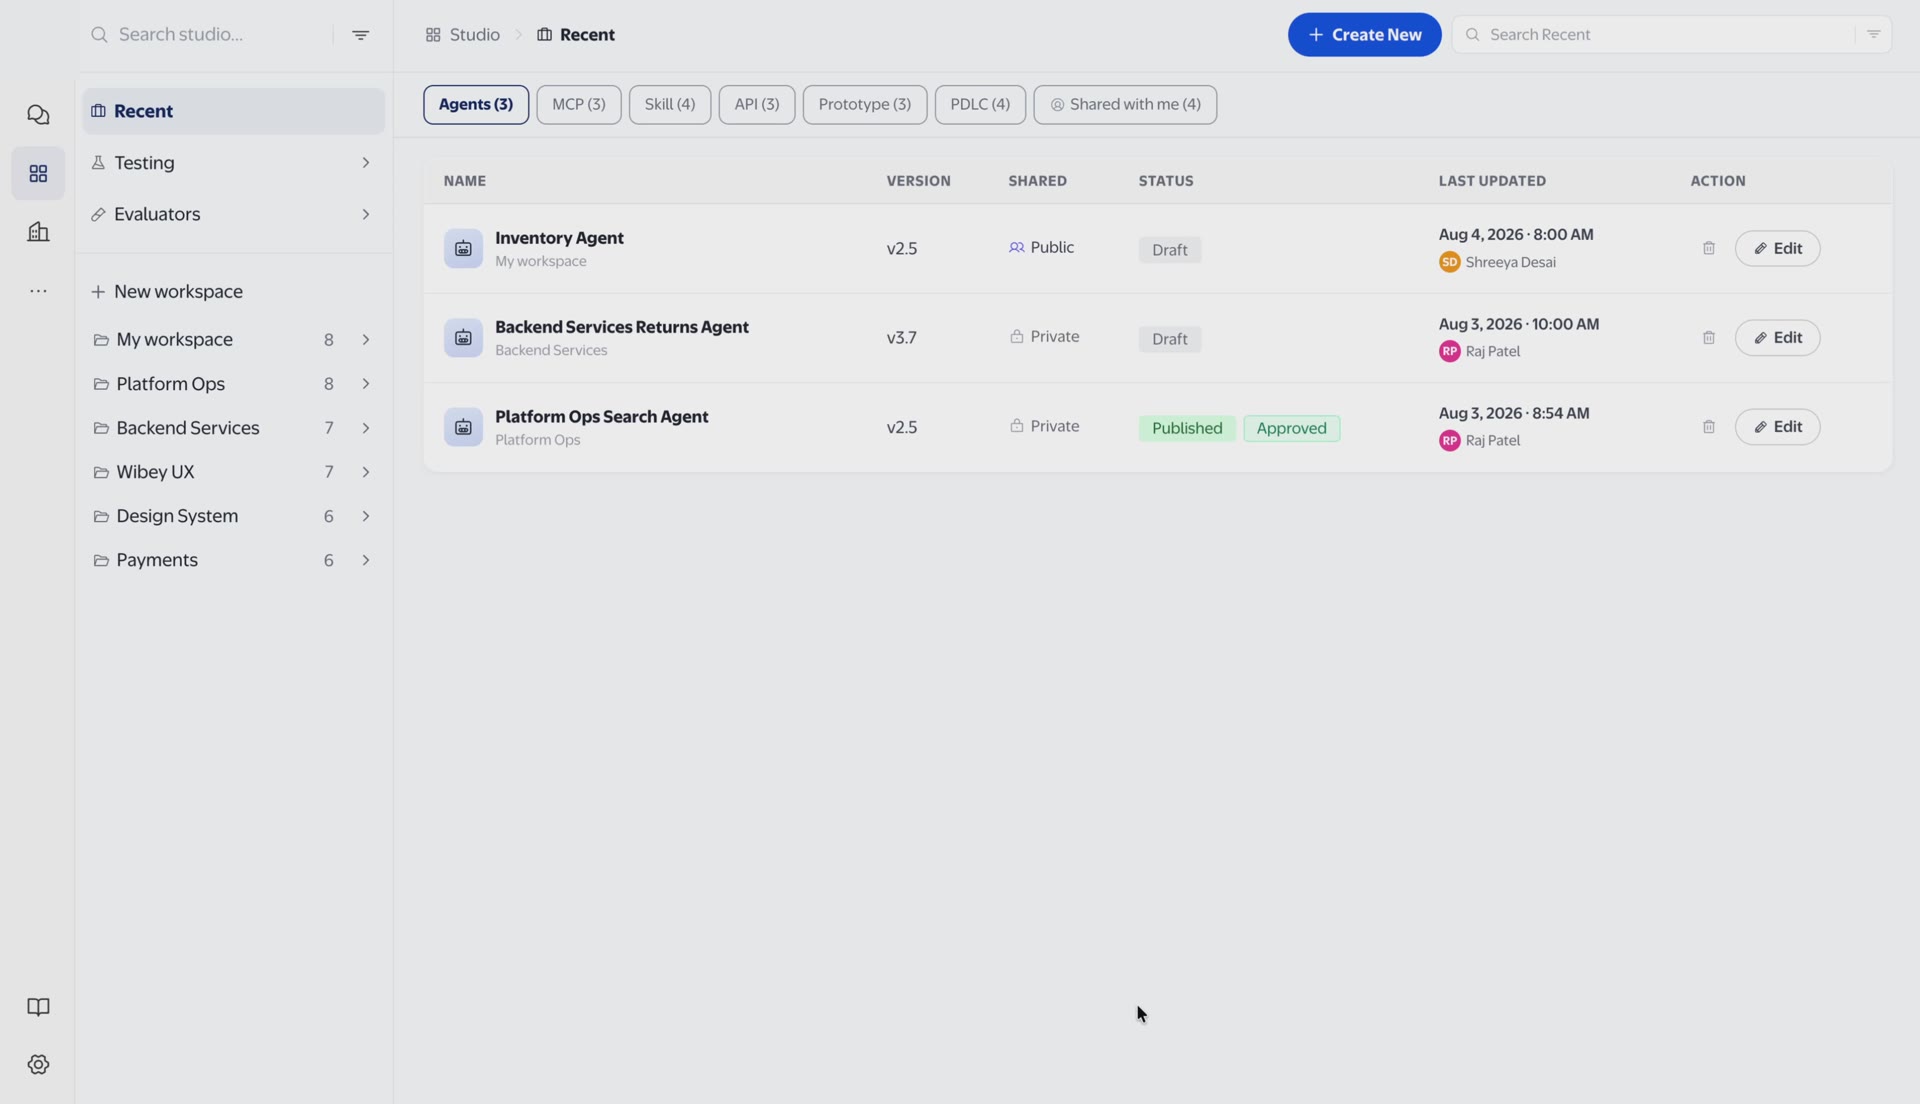 Search studio...
Studio
Recent
Create New
Search Recent
Recent
Testing
Evaluators
New workspace
My workspace 8
Platform Ops 8
Backend Services 7
Wibey UX 7
Design System 6
Payments 6
Agents (3)
MCP (3)
Skill (4)
API (3)
Prototype (3)
PDLC (4)
Shared with me (4)
NAME VERSION SHARED STATUS LAST UPDATED ACTION
Inventory Agent
My workspace
v2.5
Public
Draft
Aug 4, 2026 · 8:00 AM
SD Shreeya Desai
Edit
Backend Services Returns Agent
Backend Services
v3.7
Private
Draft
Aug 3, 2026 · 10:00 AM
RP Raj Patel
Edit
Platform Ops Search Agent
Platform Ops
v2.5
Private
Published
Approved
Aug 3, 2026 · 8:54 AM
RP Raj Patel
Edit